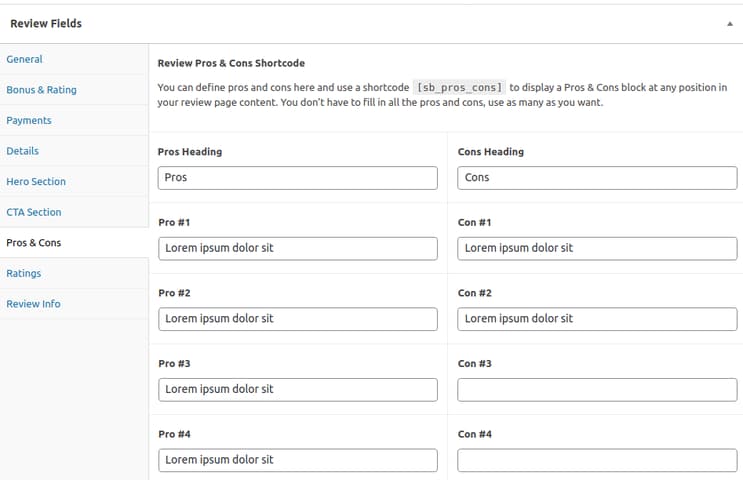 Review Fields
General
Bonus & Rating
Payments
Details
Hero Section
CTA Section
Pros & Cons
Ratings
Review Info
Review Pros & Cons Shortcode
You can define pros and cons here and use a shortcode [sb_pros_cons] to display a Pros & Cons block at any position in
your review page content. You don't have to fill in all the pros and cons, use as many as you want.
Pros Heading
Cons Heading
Pros
Cons
Pro #1
Con #1
Lorem ipsum dolor sit
Lorem ipsum dolor sit
Pro #2
Con #2
Lorem ipsum dolor sit
Lorem ipsum dolor sit
Pro #3
Con #3
Lorem ipsum dolor sit
Pro #4
Con #4
Lorem ipsum dolor sit